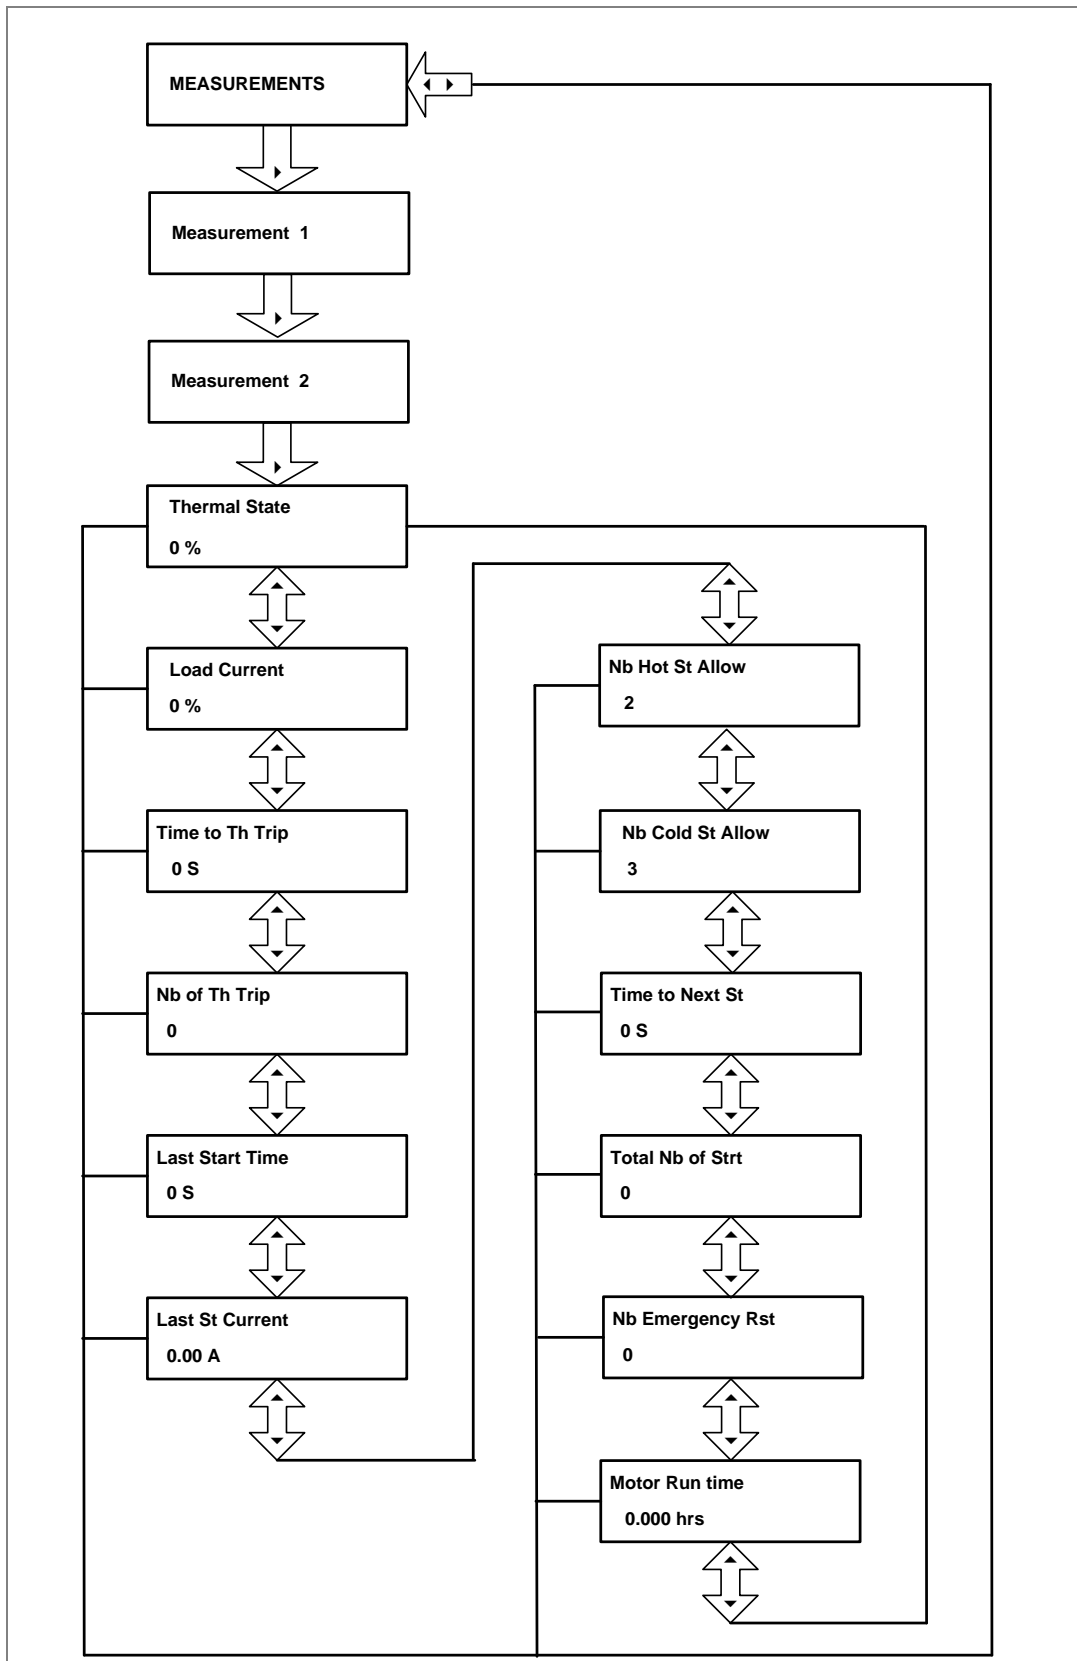 MEASUREMENTS
Measurement 1
Measurement 2
Thermal State
0 %
Load Current
0 %
Time to Th Trip
0 S
Nb of Th Trip
0
Last Start Time
0 S
Last St Current
0.00 A
Nb Hot St Allow
2
Nb Cold St Allow
3
Time to Next St
0 S
Total Nb of Strt
0
Nb Emergency Rst
0
Motor Run time
0.000 hrs